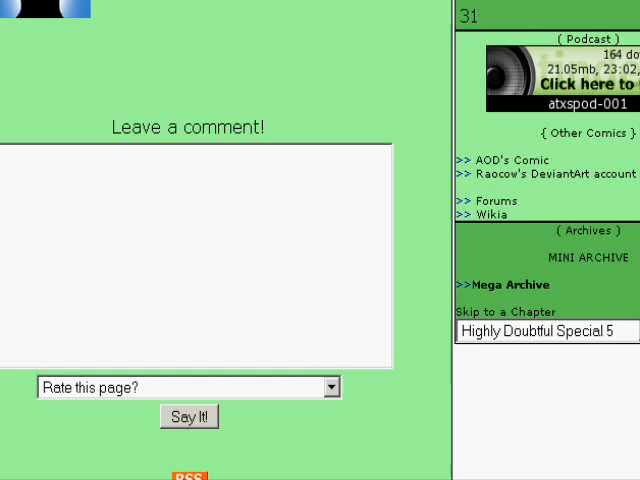 Leave a comment!
Rate this page?
Say It!
RSS
31
( Podcast )
164 do
21.05mb, 23:02,
Click here to
atxspod-001
{ Other Comics }
>> AOD's Comic
>> Raocow's DeviantArt account
>> Forums
>> Wikia
( Archives )
MINI ARCHIVE
>>Mega Archive
Skip to a Chapter
Highly Doubtful Special 5